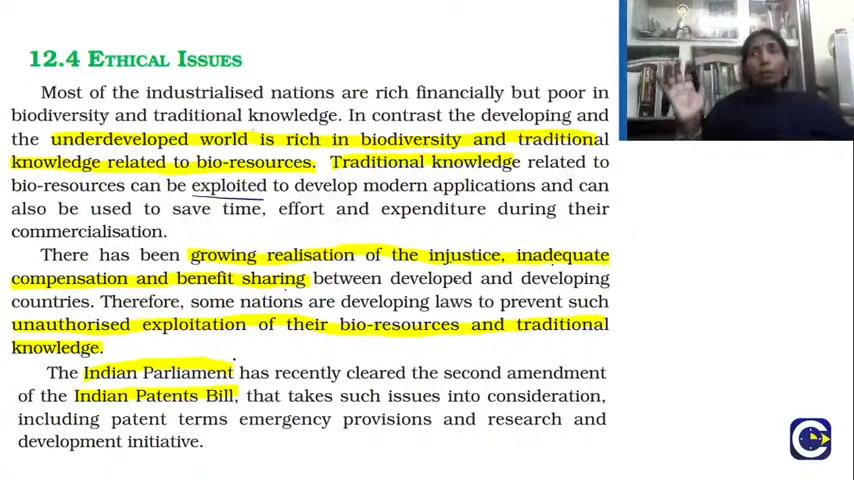 12.4 ETHICAL ISSUES
Most of the industrialised nations are rich financially but poor in
biodiversity and traditional knowledge. In contrast the developing and
the underdeveloped world is rich in biodiversity and traditional
knowledge related to bio-resources. Traditional knowledge related to
bio-resources can be exploited to develop modern applications and can
also be used to save time, effort and expenditure during their
commercialisation.
There has been growing realisation of the injustice, inadequate
compensation and benefit sharing between developed and developing
countries. Therefore, some nations are developing laws to prevent such
unauthorised exploitation of their bio-resources and traditional
knowledge.
The Indian Parliament has recently cleared the second amendment
of the Indian Patents Bill, that takes such issues into consideration,
including patent terms emergency provisions and research and
development initiative.